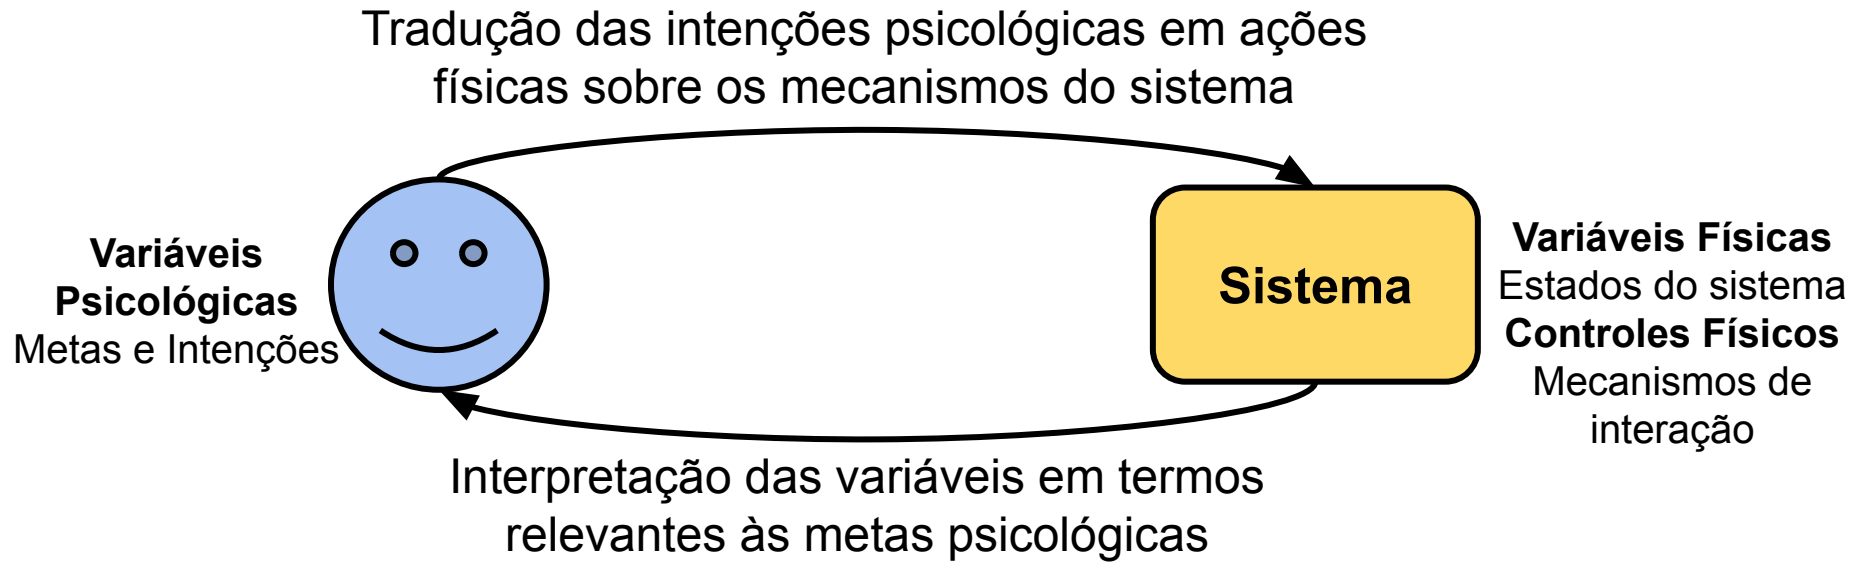 Tradução das intenções psicológicas em ações
físicas sobre os mecanismos do sistema
Variáveis
Psicológicas
Metas e Intenções
Sistema
Variáveis Físicas
Estados do sistema
Controles Físicos
Mecanismos de
interação
Interpretação das variáveis em termos
relevantes às metas psicológicas